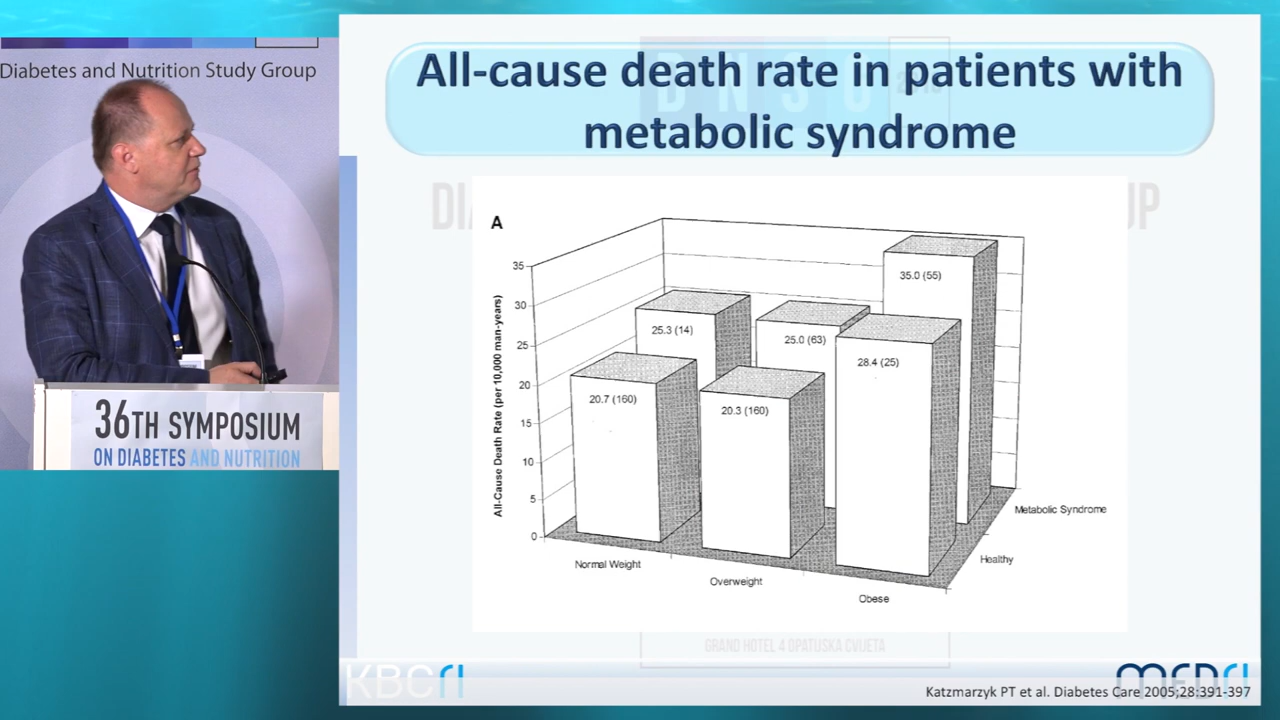 Diabetes and Nutrition Study Group
36TH SYMPOSIUM
ON DIABETES AND NUTRITION
All-cause death rate in patients with
metabolic syndrome
A
All-Cause Death Rate (per 10,000 man-years)
35
30
25
20
15
10
5
0
35.0 (55)
25.3 (14)
25.0 (63)
28.4 (25)
20.7 (160)
20.3 (160)
Metabolic Syndrome
Healthy
Normal Weight
Overweight
Obese
GRAND HOTEL 4 OPATIJSKA CVIJETA
KBCRI
MEDRI
Katzmarzyk PT et al. Diabetes Care 2005;28:391-397